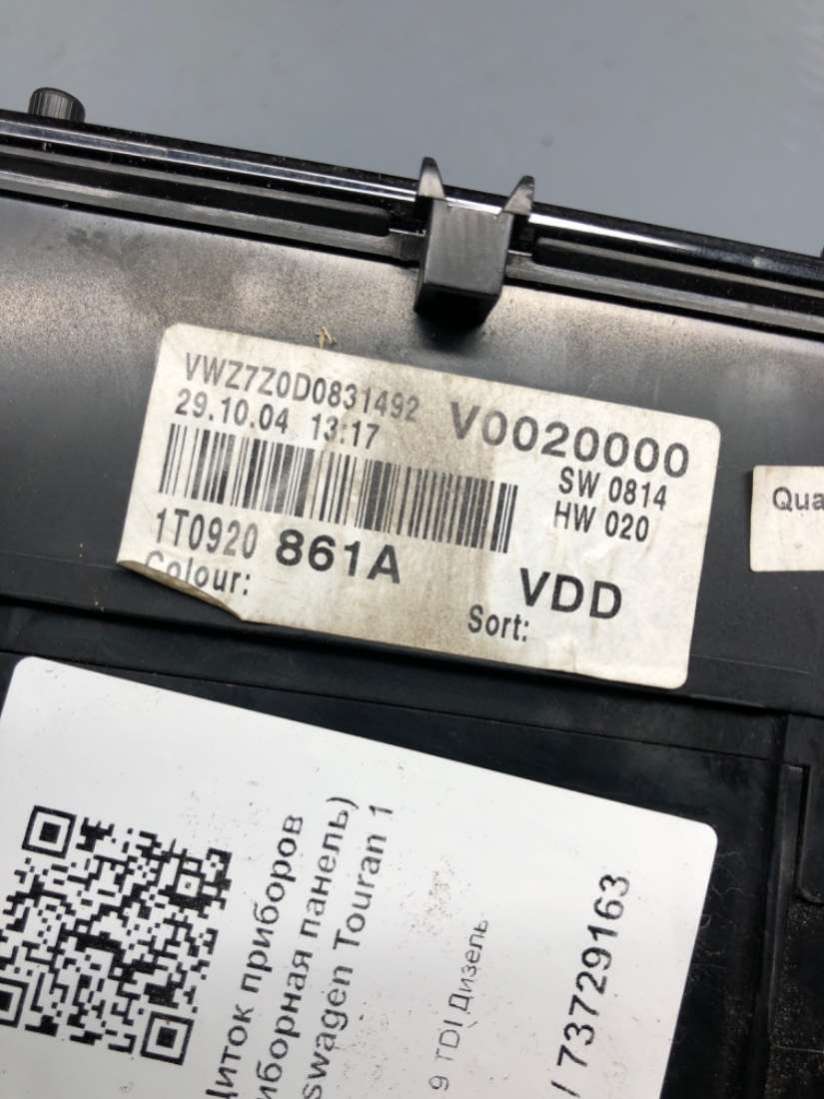 VWZ7Z0D0831492 V0020000
29.10.04 13:17 SW 0814
HW 020
1T0920 861A VDD
Colour: Sort:
Qua
Щиток приборов
иборная панель)
swagen Touran 1
9 TDI Дизель
/ 73729163